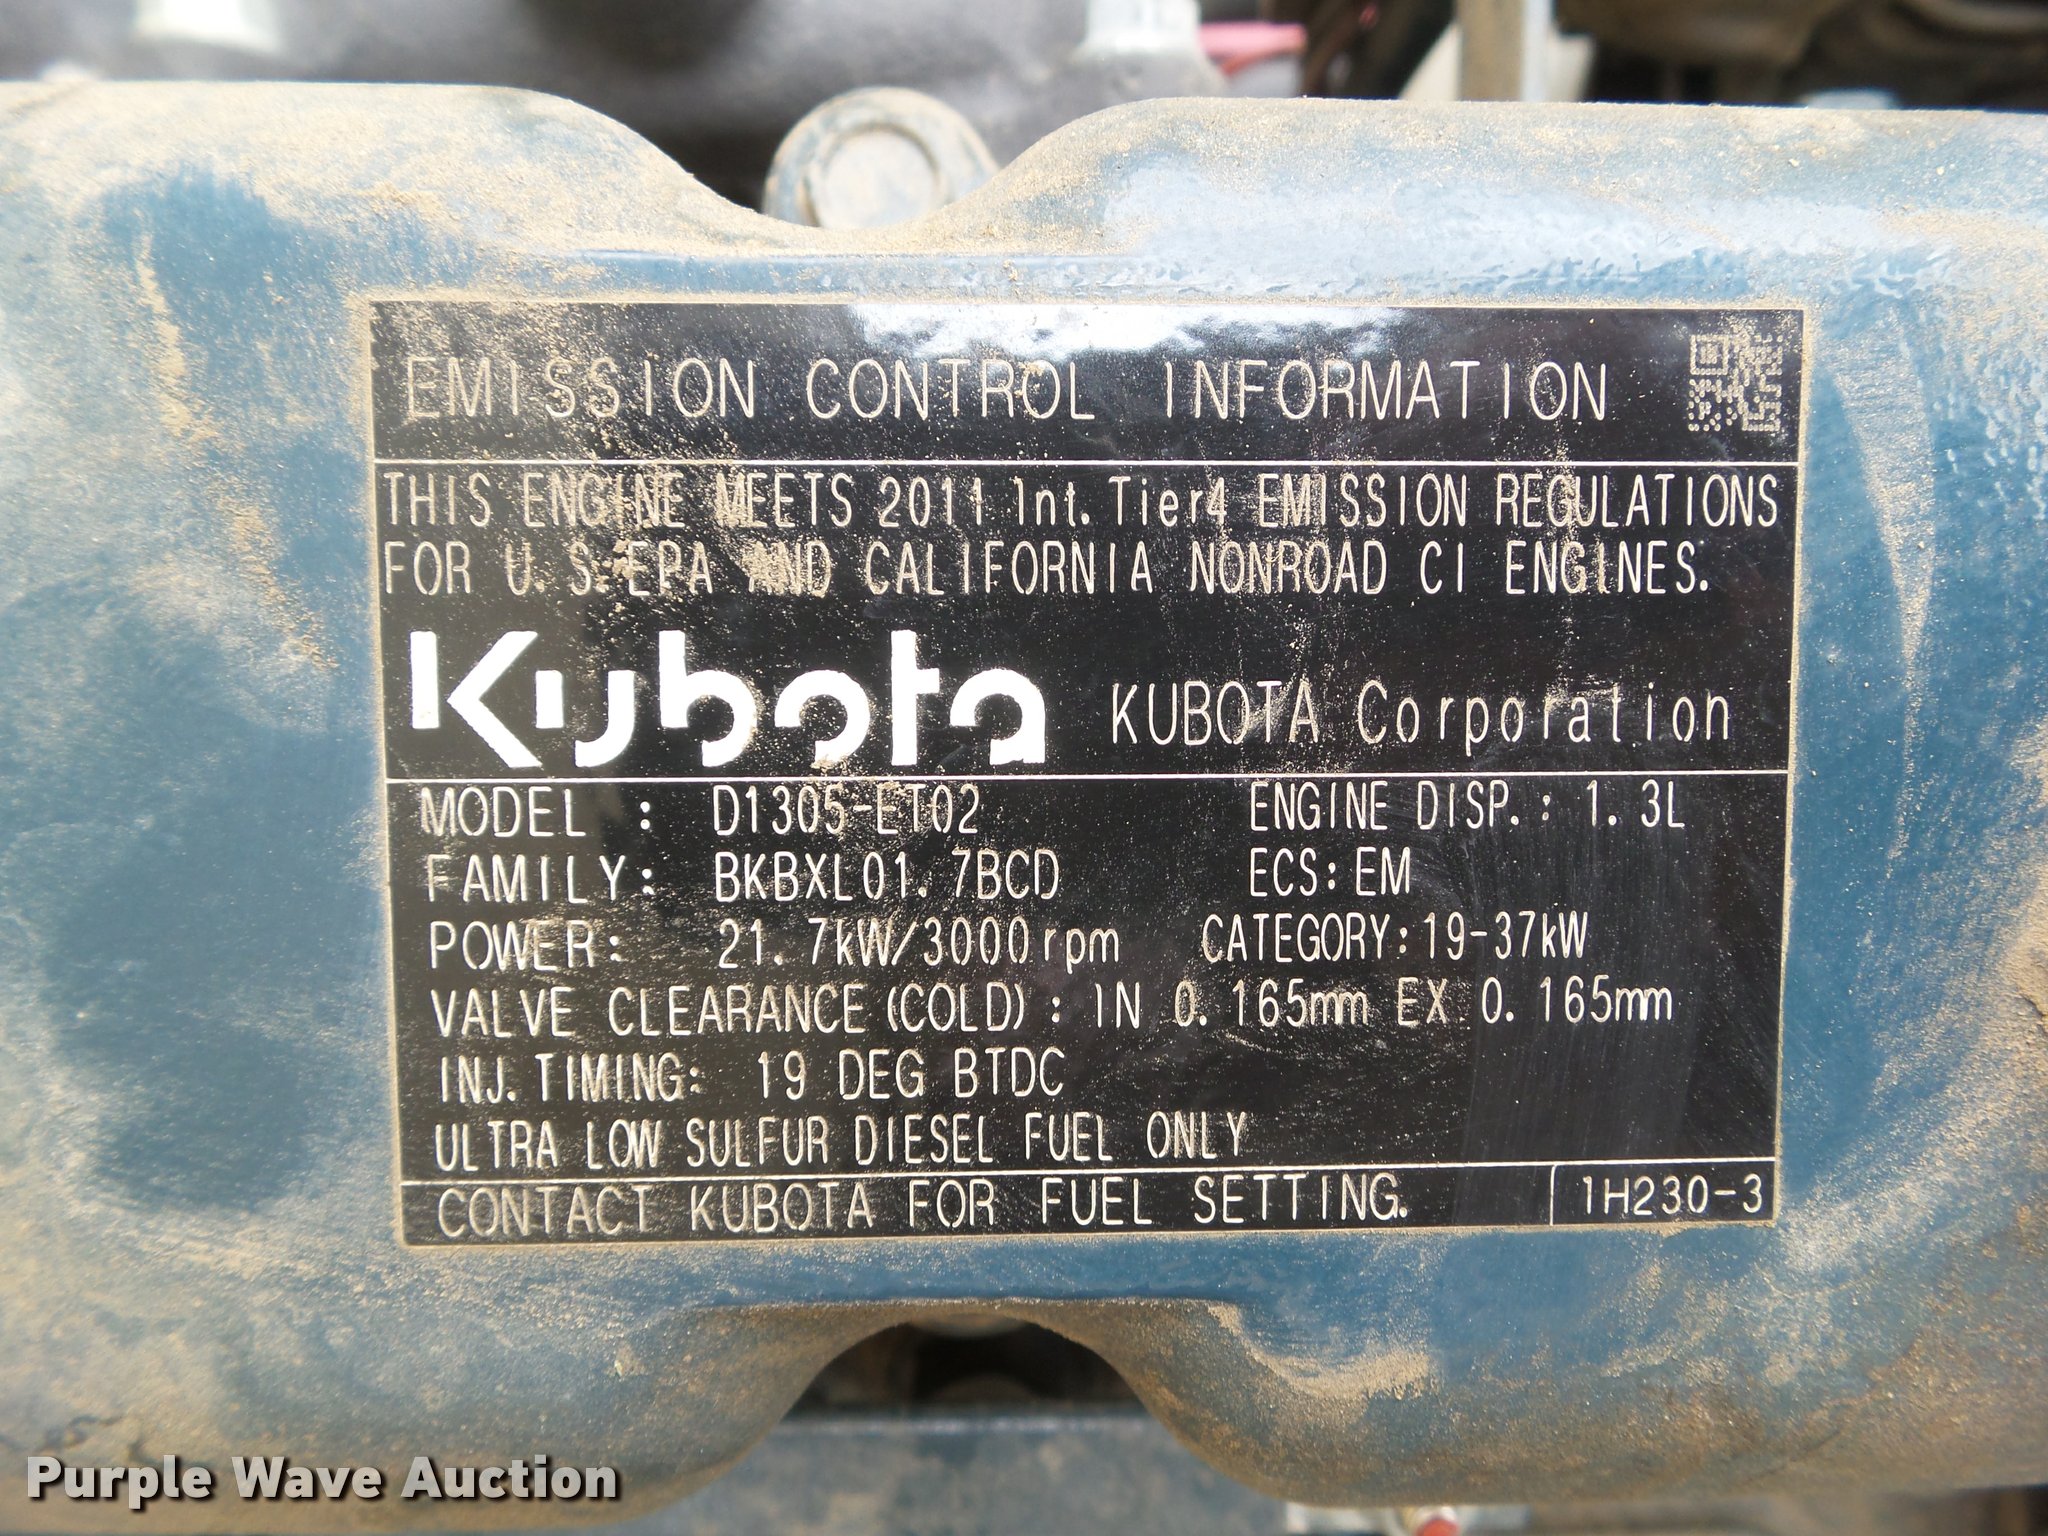 EMISSION CONTROL INFORMATION
THIS ENGINE MEETS 2011 Int. Tier4 EMISSION REGULATIONS
FOR U.S.EPA AND CALIFORNIA NONROAD CI ENGINES.
Kubota KUBOTA Corporation
MODEL : D1305-ET02 ENGINE DISP.: 1.3L
FAMILY: BKBXL01.7BCD ECS:EM
POWER: 21.7kW/3000rpm CATEGORY:19-37kW
VALVE CLEARANCE(COLD): IN 0.165mm EX 0.165mm
INJ.TIMING: 19 DEG BTDC
ULTRA LOW SULFUR DIESEL FUEL ONLY
CONTACT KUBOTA FOR FUEL SETTING. 1H230-3
Purple Wave Auction